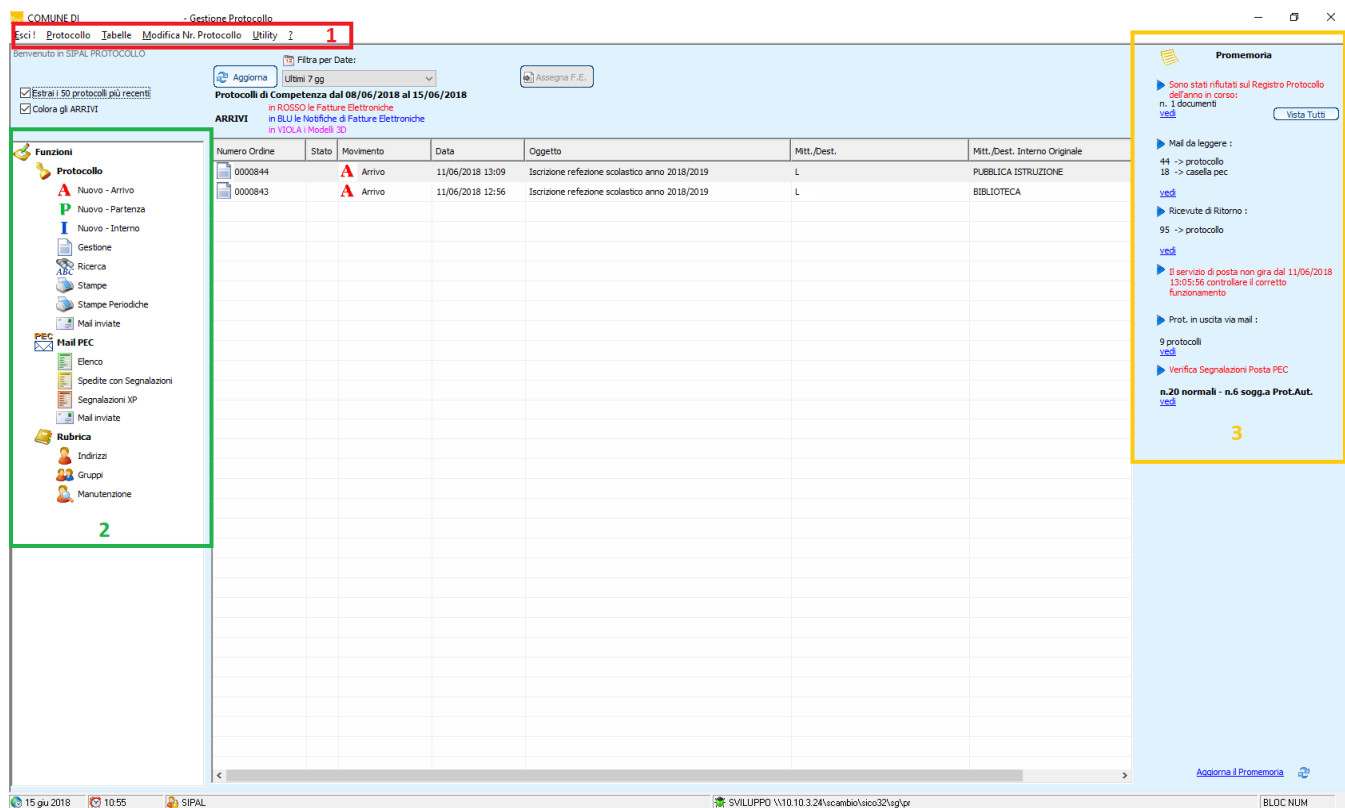 COMUNE DI - Gestione Protocollo
Esci ! Protocollo Tabelle Modifica Nr. Protocollo Utility ? 1
Benvenuto in SIPAL PROTOCOLLO
Estrai i 50 protocolli più recenti
Colora gli ARRIVI
Filtra per Date:
Aggiorna Ultimi 7 gg Assegna F.E.
Protocolli di Competenza dal 08/06/2018 al 15/06/2018
in ROSSO le Fatture Elettroniche
ARRIVI in BLU le Notifiche di Fatture Elettroniche
in VIOLA i Modelli 3D
Funzioni
Protocollo
A Nuovo - Arrivo
P Nuovo - Partenza
I Nuovo - Interno
Gestione
ABC Ricerca
Stampe
Stampe Periodiche
Mail inviate
PEC Mail PEC
Elenco
Spedite con Segnalazioni
Segnalazioni XP
Mail inviate
Rubrica
Indirizzi
Gruppi
Manutenzione
2
Numero Ordine Stato Movimento Data Oggetto Mitt./Dest. Mitt./Dest. Interno Originale
0000844 A Arrivo 11/06/2018 13:09 Iscrizione refezione scolastico anno 2018/2019 L PUBBLICA ISTRUZIONE
0000843 A Arrivo 11/06/2018 12:56 Iscrizione refezione scolastico anno 2018/2019 L BIBLIOTECA
Promemoria
Sono stati rifiutati sul Registro Protocollo
dell'anno in corso:
n. 1 documenti
vedi Vista Tutti
Mail da leggere :
44 -> protocollo
18 -> casella pec
vedi
Ricevute di Ritorno :
95 -> protocollo
vedi
Il servizio di posta non gira dal 11/06/2018
13:05:56 controllare il corretto
funzionamento
Prot. in uscita via mail :
9 protocolli
vedi
Verifica Segnalazioni Posta PEC
n.20 normali - n.6 sogg.a Prot.Aut.
vedi
3
Aggiorna il Promemoria
15 giu 2018 10:55 SIPAL SVILUPPO \\10.10.3.24\scambio\sico32\sg\pr BLOC NUM